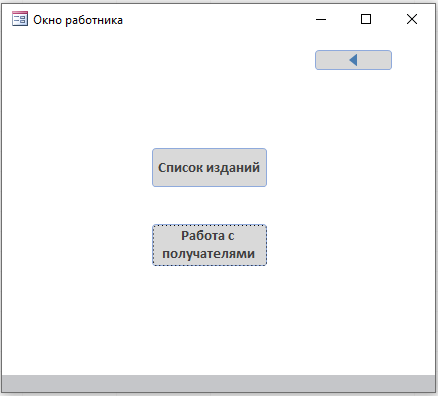 Окно работника
Список изданий
Работа с
получателями